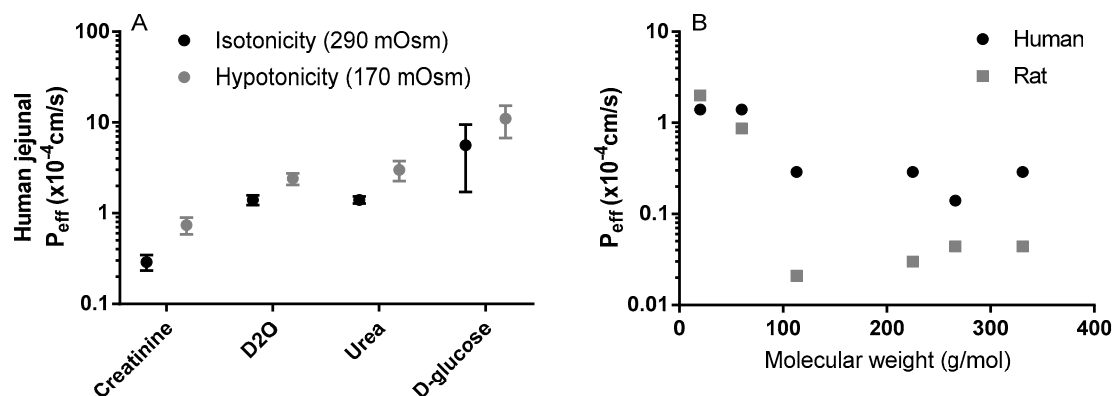 A
Isotonicity (290 mOsm)
Hypotonicity (170 mOsm)
Human jejunal
Peff (x10-4cm/s)
100
10
1
0.1
Creatinine
D2O
Urea
D-glucose
B
Human
Rat
Peff (x10-4cm/s)
10
1
0.1
0.01
0
100
200
300
400
Molecular weight (g/mol)